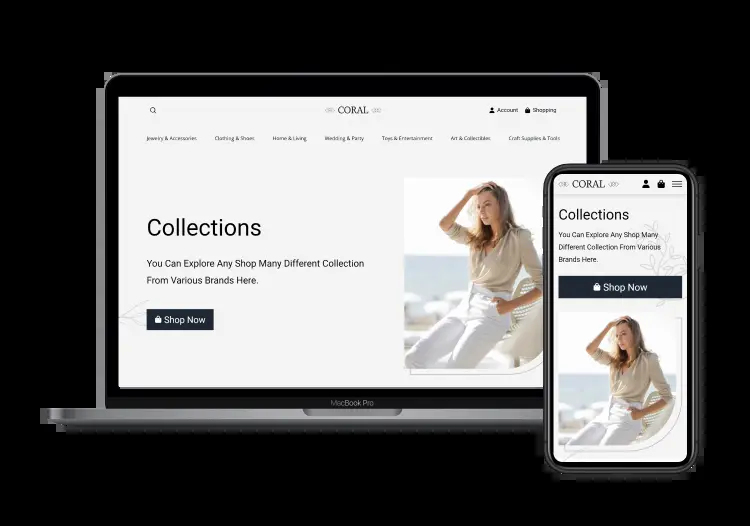 CORAL
Account
Shopping
Jewelry & Accessories
Clothing & Shoes
Home & Living
Wedding & Party
Toys & Entertainment
Art & Collectibles
Craft Supplies & Tools
Collections
You Can Explore Any Shop Many Different Collection
From Various Brands Here.
Shop Now
MacBook Pro
CORAL
Collections
You Can Explore Any Shop Many
Different Collection From Various
Brands Here.
Shop Now